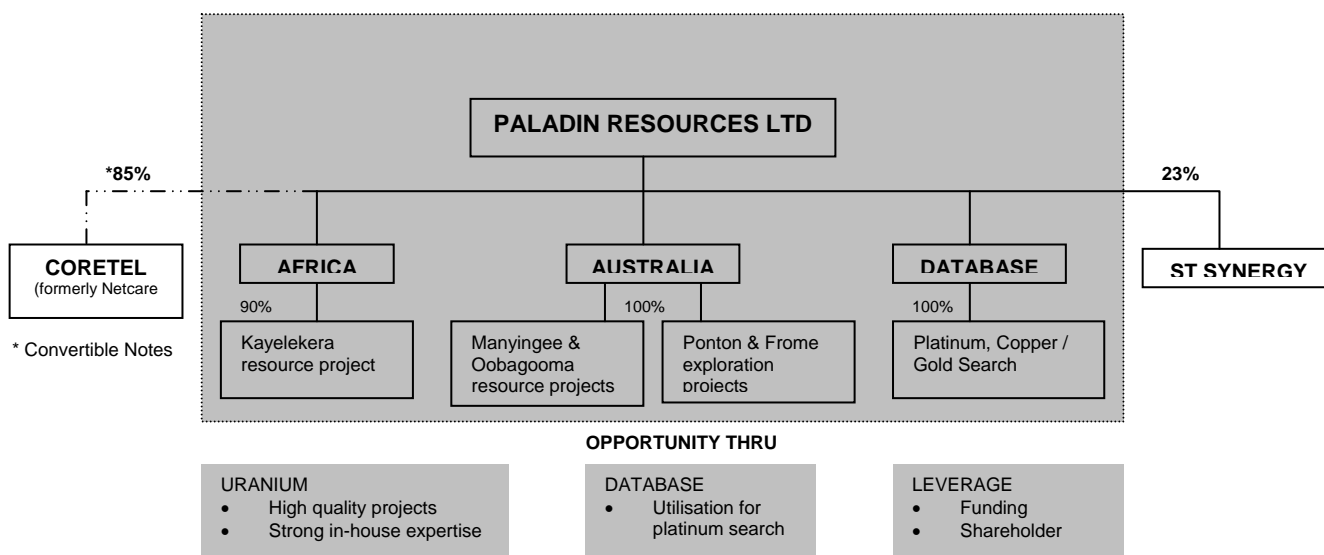 PALADIN RESOURCES LTD
*85%
23%
CORETEL
(formerly Netcare
AFRICA
AUSTRALIA
DATABASE
ST SYNERGY
90%
100%
100%
* Convertible Notes
Kayelekera
resource project
Manyingee &
Oobagooma
resource projects
Ponton & Frome
exploration
projects
Platinum, Copper /
Gold Search
OPPORTUNITY THRU
URANIUM
• High quality projects
• Strong in-house expertise
DATABASE
• Utilisation for
platinum search
LEVERAGE
• Funding
• Shareholder